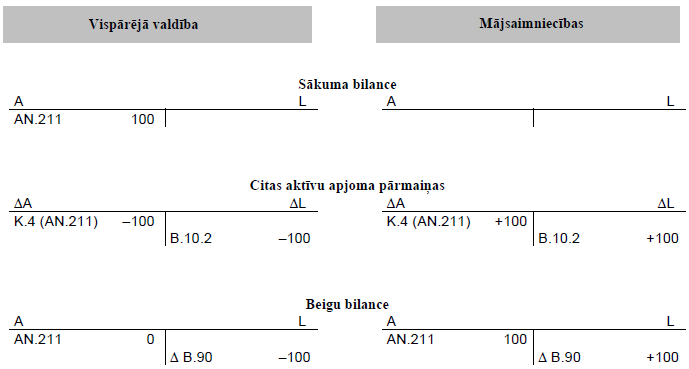 Vispārējā valdība Mājsaimniecības
Sākuma bilance
A L A L
AN.211 100
Citas aktīvu apjoma pārmaiņas
ΔA ΔL ΔA ΔL
K.4 (AN.211) –100 K.4 (AN.211) +100
B.10.2 –100 B.10.2 +100
Beigu bilance
A L A L
AN.211 0 AN.211 100
Δ B.90 –100 Δ B.90 +100